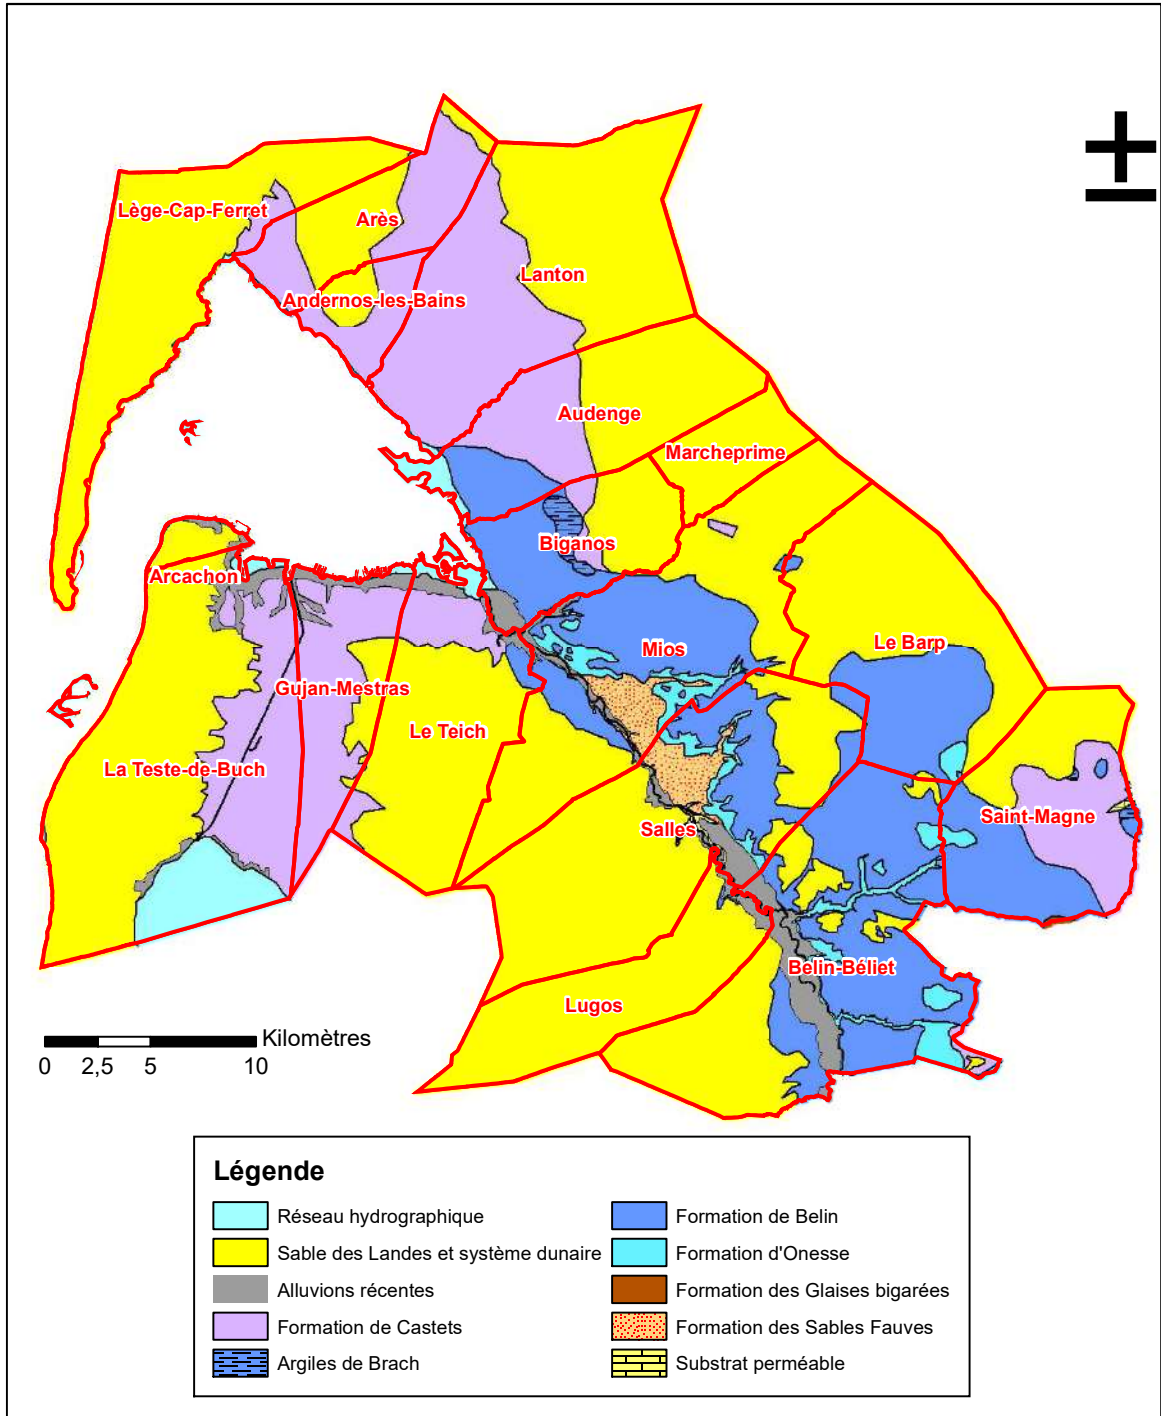 Lège-Cap-Ferret
Arès
Lanton
Andernos-les-Bains
Audenge
Marcheprime
Biganos
Arcachon
Mios
Le Barp
Gujan-Mestras
Le Teich
La Teste-de-Buch
Salles
Saint-Magne
Belin-Béliet
Lugos
Kilomètres
0 2,5 5 10
Légende
Réseau hydrographique
Sable des Landes et système dunaire
Alluvions récentes
Formation de Castets
Argiles de Brach
Formation de Belin
Formation d'Onesse
Formation des Glaises bigarées
Formation des Sables Fauves
Substrat perméable